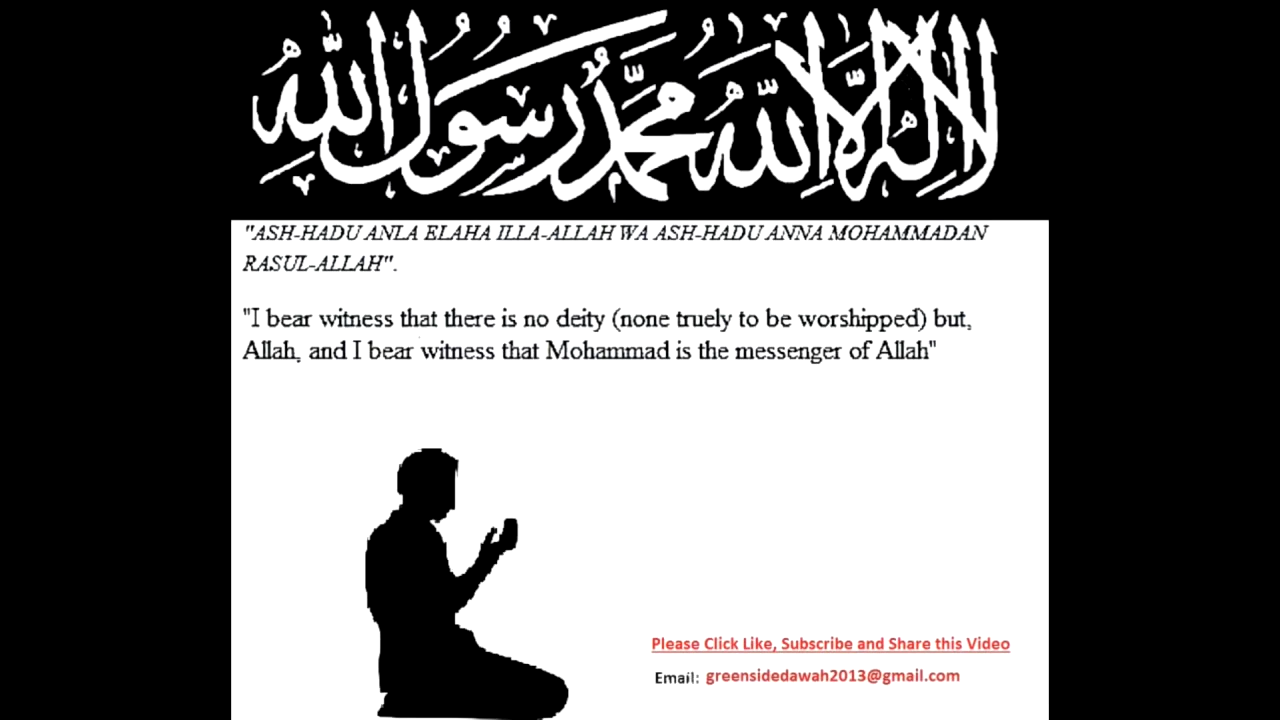 لا إله إلا الله محمد رسول الله
"ASH-HADU ANLA ELAHA ILLA-ALLAH WA ASH-HADU ANNA MOHAMMADAN
RASUL-ALLAH".
"I bear witness that there is no deity (none truely to be worshipped) but,
Allah, and I bear witness that Mohammad is the messenger of Allah"
Please Click Like, Subscribe and Share this Video
Email: greensidedawah2013@gmail.com